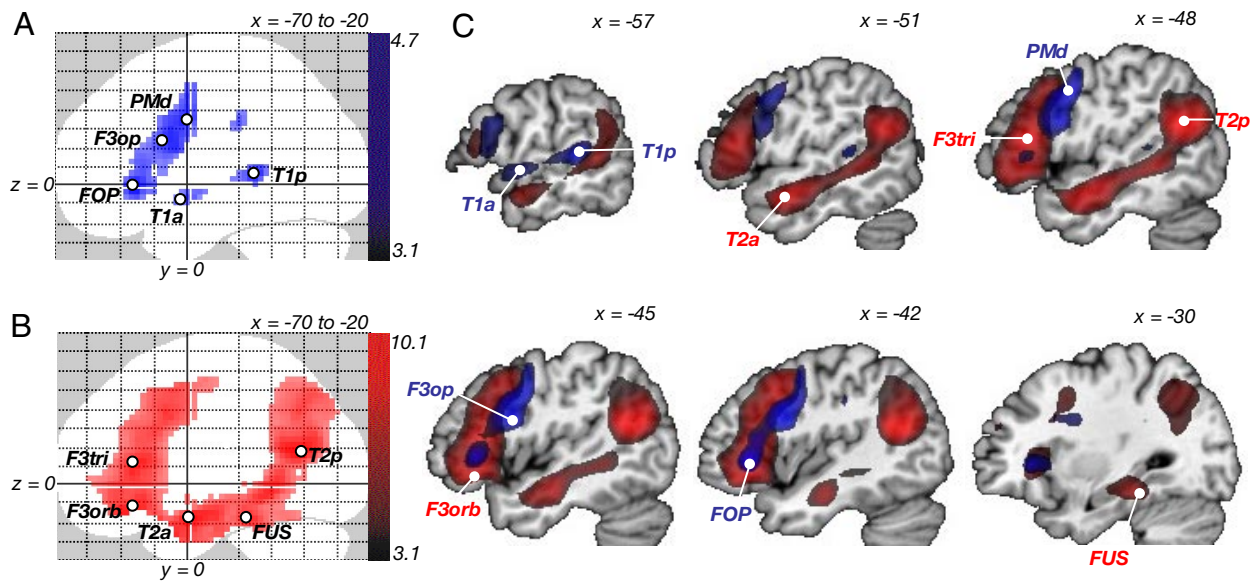 A
x = -70 to -20
4.7
PMd
F3op
z = 0
FOP
T1a
T1p
3.1
y = 0
B
x = -70 to -20
10.1
F3tri
T2p
z = 0
F3orb
T2a
FUS
3.1
y = 0
C
x = -57
x = -51
x = -48
PMd
T2p
F3tri
T1p
T1a
T2a
x = -45
x = -42
x = -30
F3op
F3orb
FOP
FUS